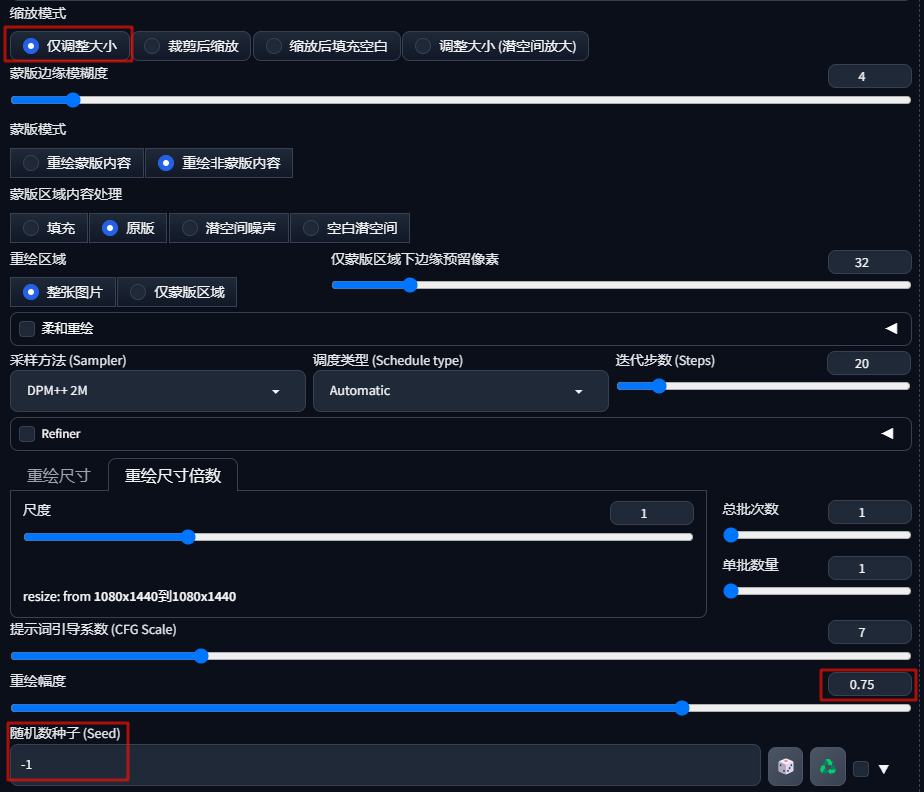 缩放模式
仅调整大小 裁剪后缩放 缩放后填充空白 调整大小 (潜空间放大)
蒙版边缘模糊度 4
蒙版模式
重绘蒙版内容 重绘非蒙版内容
蒙版区域内容处理
填充 原版 潜空间噪声 空白潜空间
重绘区域 仅蒙版区域下边缘预留像素 32
整张图片 仅蒙版区域
柔和重绘
采样方法 (Sampler) 调度类型 (Schedule type) 迭代步数 (Steps) 20
DPM++ 2M Automatic
Refiner
重绘尺寸 重绘尺寸倍数
尺度 1 总批次数 1
单批数量 1
resize: from 1080x1440到1080x1440
提示词引导系数 (CFG Scale) 7
重绘幅度 0.75
随机数种子 (Seed)
-1